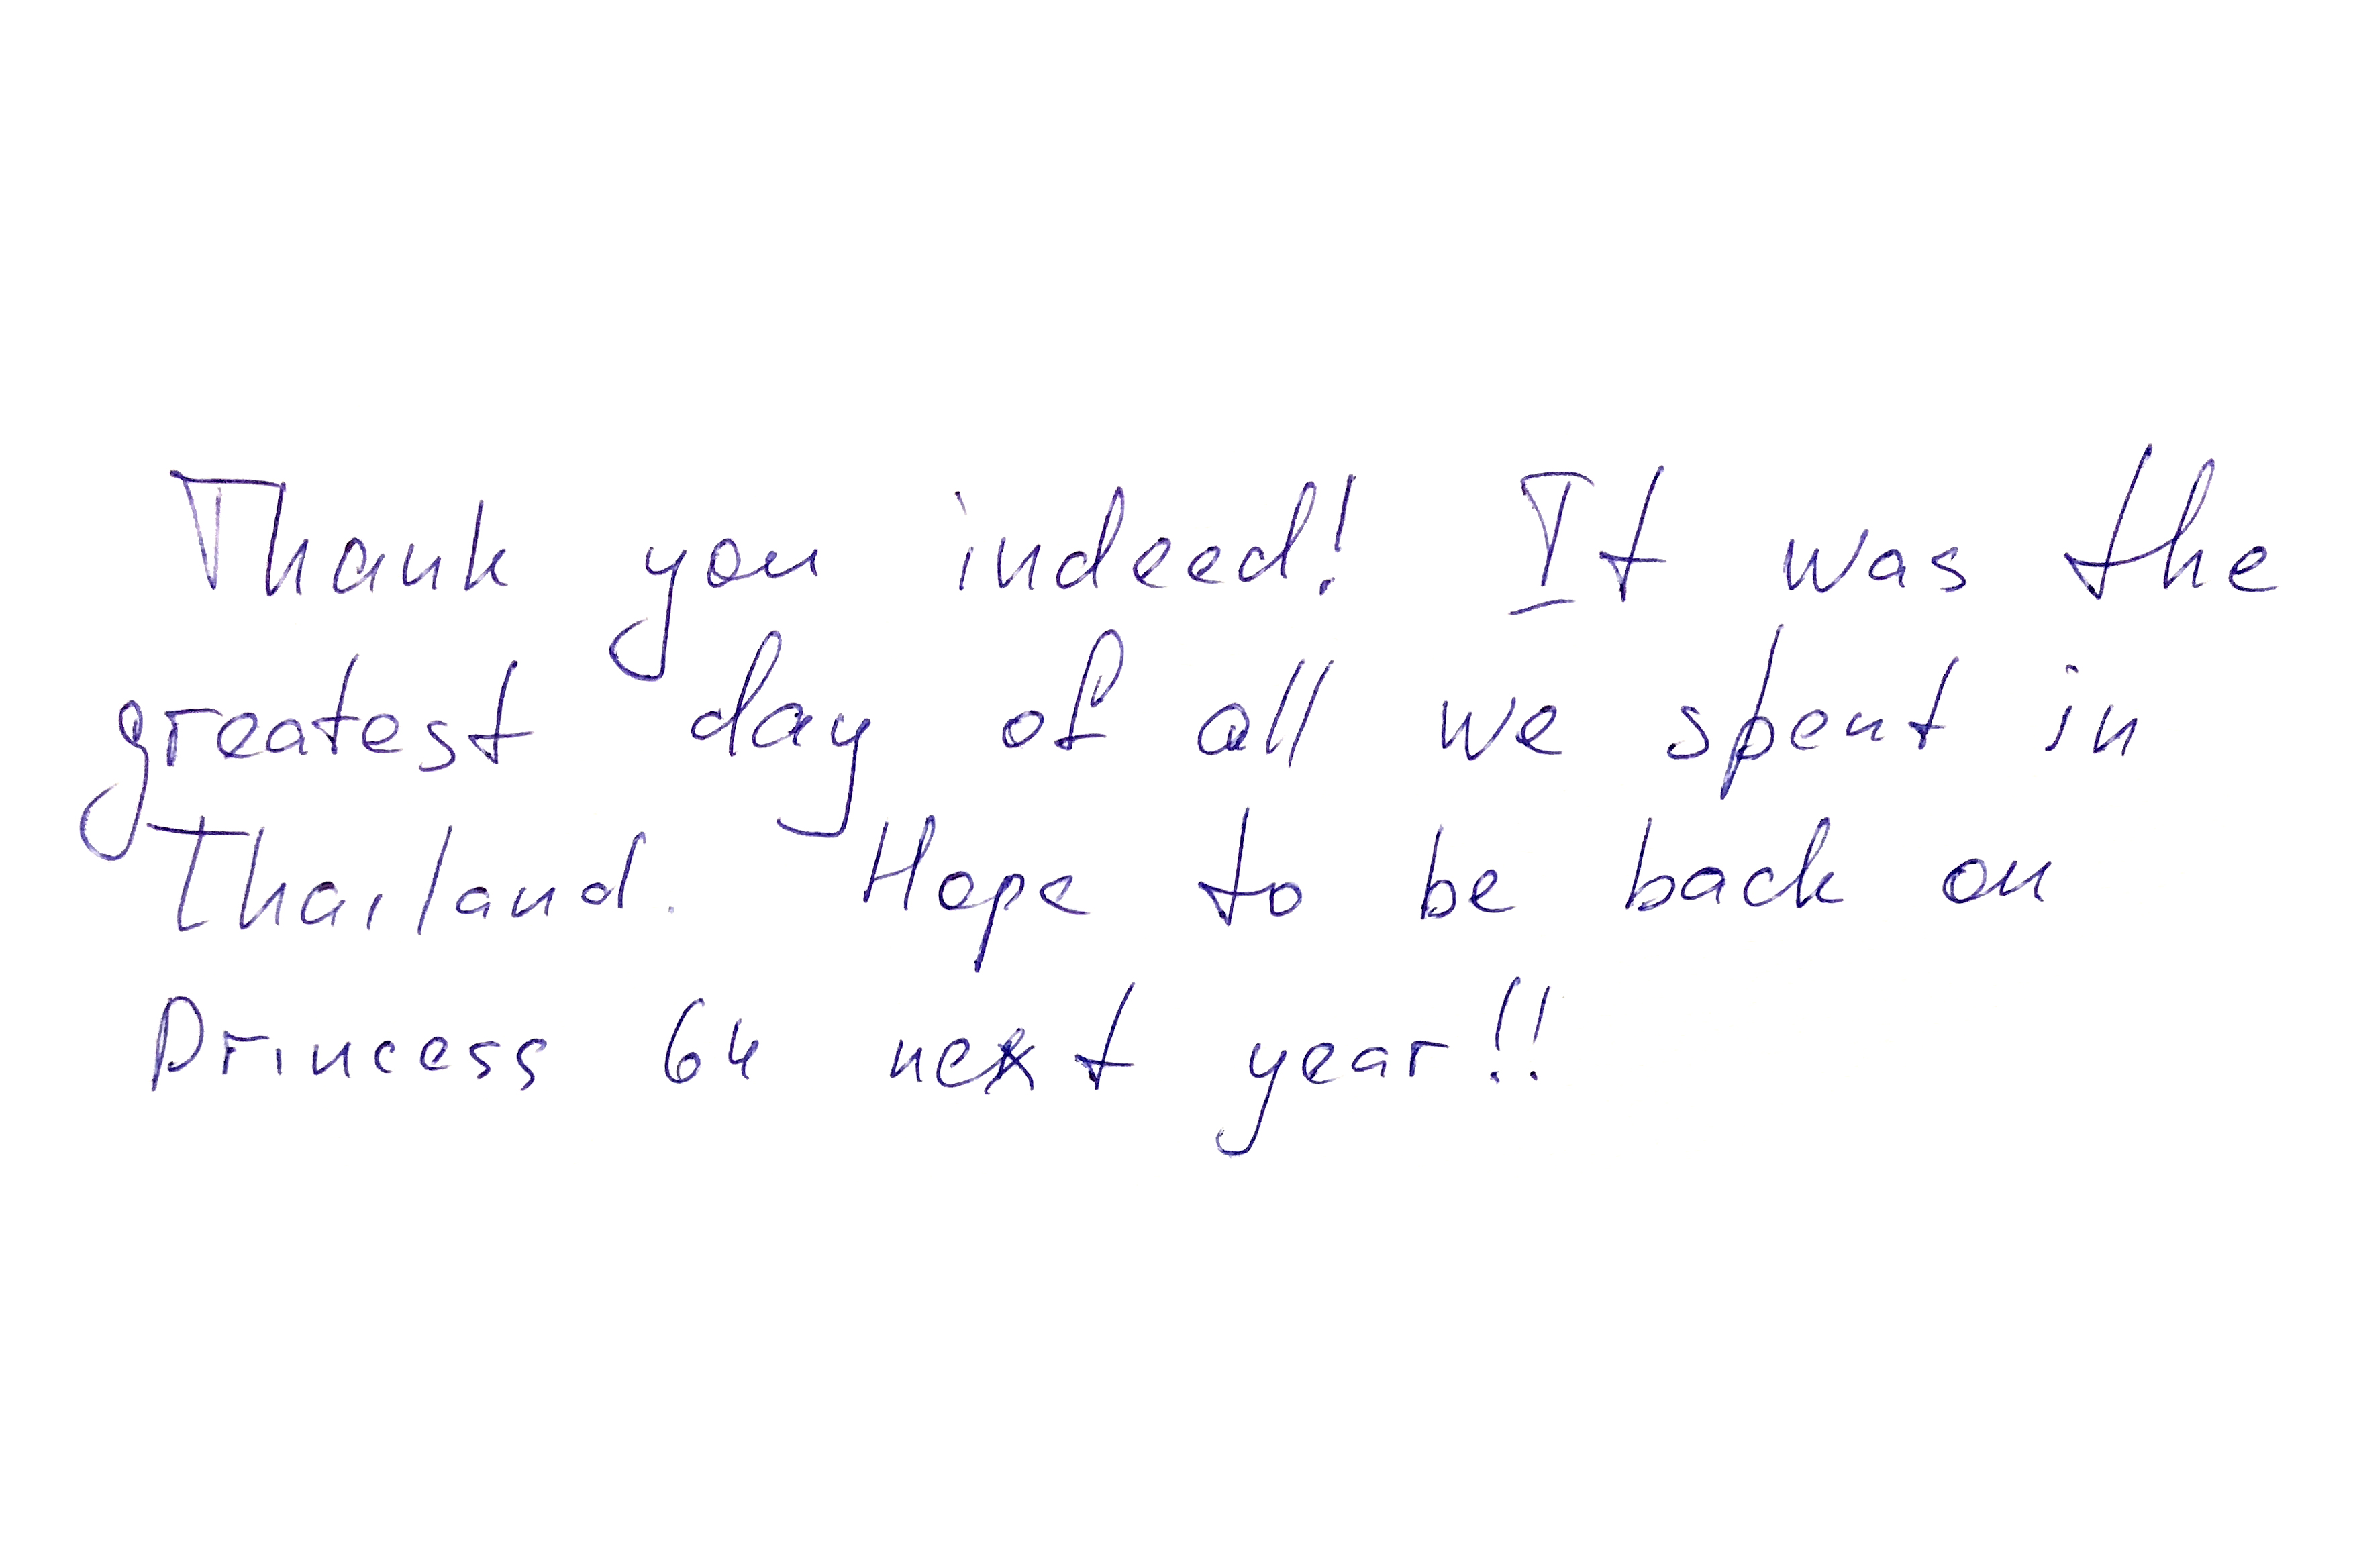 Thank you indeed! It was the
greatest day of all we spent in
Thailand. Hope to be back on
Princess 64 next year!!